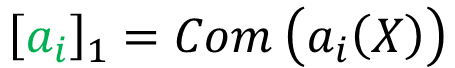 [a_i]_1 = Com (a_i(X))